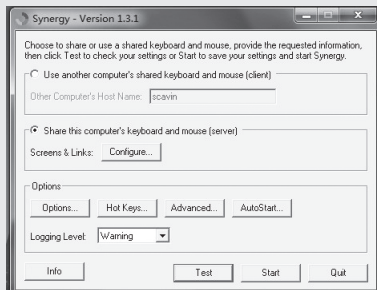 Synergy - Version 1.3.1
Choose to share or use a shared keyboard and mouse, provide the requested information,
then click Test to check your settings or Start to save your settings and start Synergy.
Use another computer's shared keyboard and mouse (client)
Other Computer's Host Name: scavin
Share this computer's keyboard and mouse (server)
Screens & Links: Configure...
Options
Options... Hot Keys... Advanced... AutoStart...
Logging Level: Warning
Info Test Start Quit